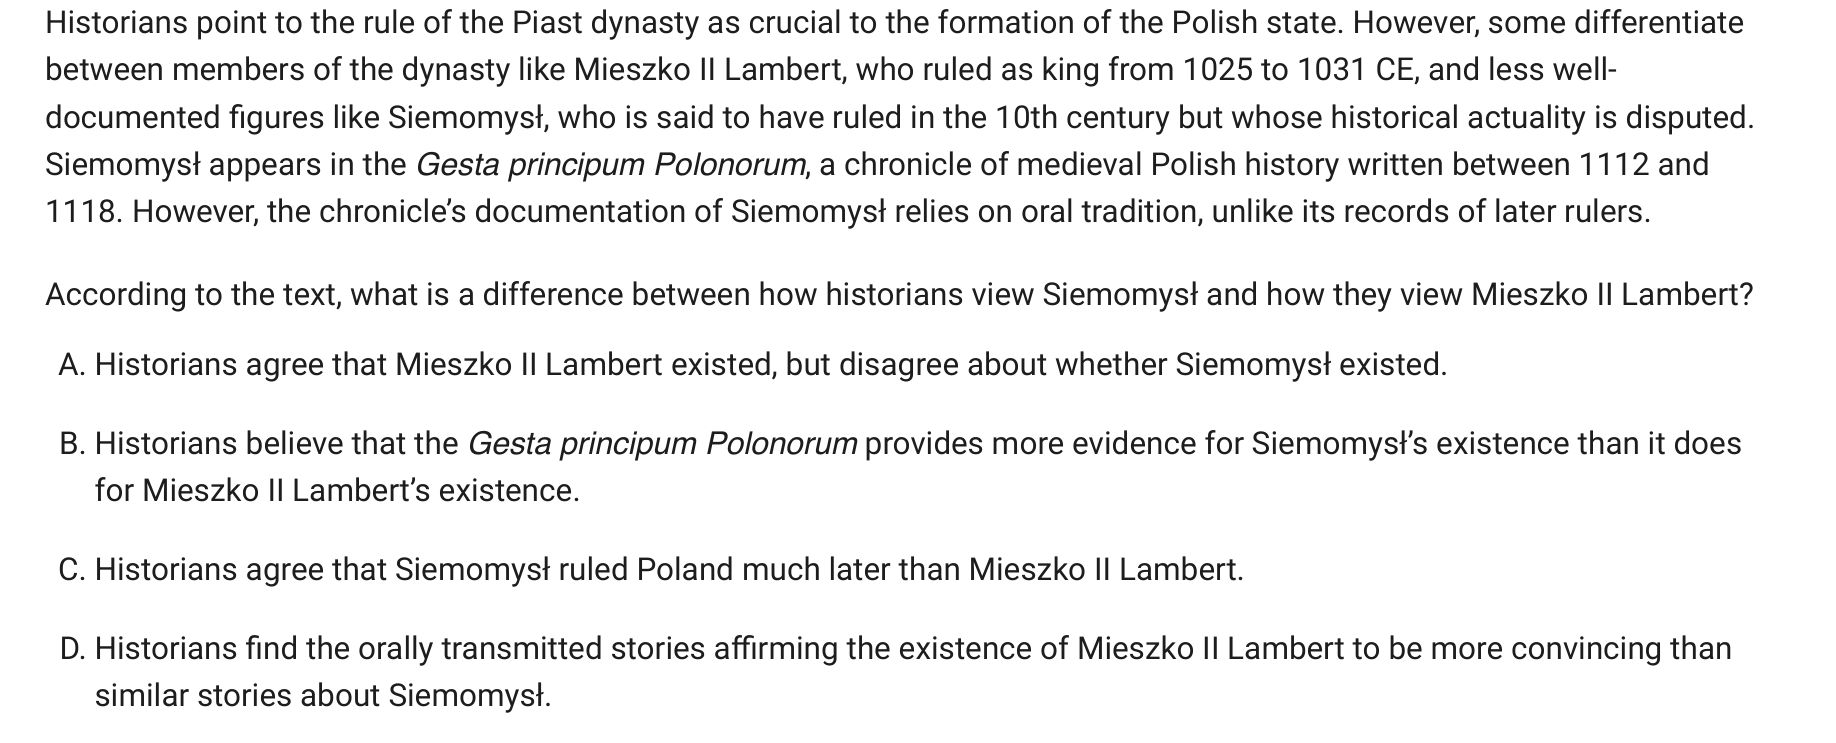 Historians point to the rule of the Piast dynasty as crucial to the formation of the Polish state. However, some differentiate
between members of the dynasty like Mieszko II Lambert, who ruled as king from 1025 to 1031 CE, and less well-
documented figures like Siemomysł, who is said to have ruled in the 10th century but whose historical actuality is disputed.
Siemomysł appears in the Gesta principum Polonorum, a chronicle of medieval Polish history written between 1112 and
1118. However, the chronicle’s documentation of Siemomysł relies on oral tradition, unlike its records of later rulers.
According to the text, what is a difference between how historians view Siemomysł and how they view Mieszko II Lambert?
A. Historians agree that Mieszko II Lambert existed, but disagree about whether Siemomysł existed.
B. Historians believe that the Gesta principum Polonorum provides more evidence for Siemomysł’s existence than it does
for Mieszko II Lambert’s existence.
C. Historians agree that Siemomysł ruled Poland much later than Mieszko II Lambert.
D. Historians find the orally transmitted stories affirming the existence of Mieszko II Lambert to be more convincing than
similar stories about Siemomysł.